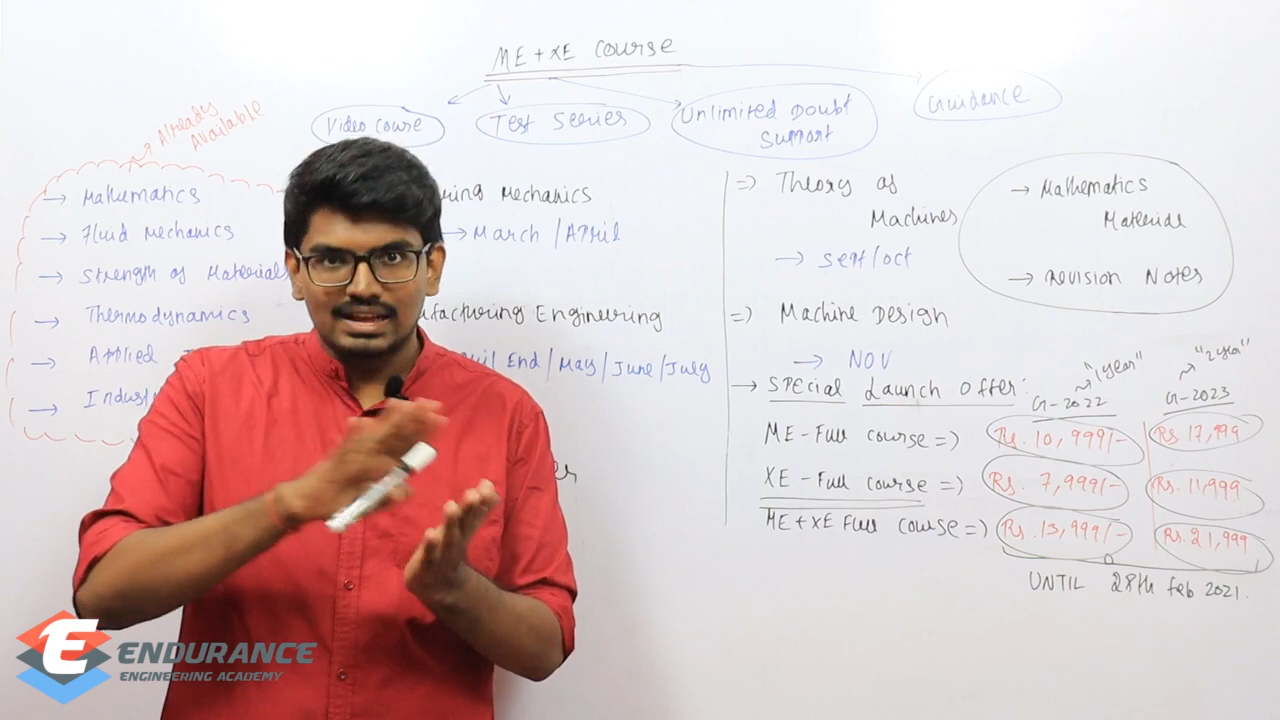 ME + XE COURSE
Video Course
Test Series
Unlimited Doubt
Support
Guidance
Already
Available
→ Mathematics
→ Fluid Mechanics
→ Strength of Materials
→ Thermodynamics
→ Applied
→ Indust
ring Mechanics
→ March / April
facturing Engineering
End / May / June / July
=> Theory of
Machines
→ Sept/Oct
=> Machine Design
→ NOV
→ Mathematics
Material
→ Revision Notes
→ Special Launch Offer:
→ "1 year"
G-2022
→ "2 year"
G-2023
ME - Full course => Rs. 10,999/- Rs. 17,999
XE - Full course => Rs. 7,999/- Rs. 11,999
ME + XE Full course => Rs. 13,999/- Rs. 21,999
UNTIL 28th Feb 2021.
E ENDURANCE
ENGINEERING ACADEMY